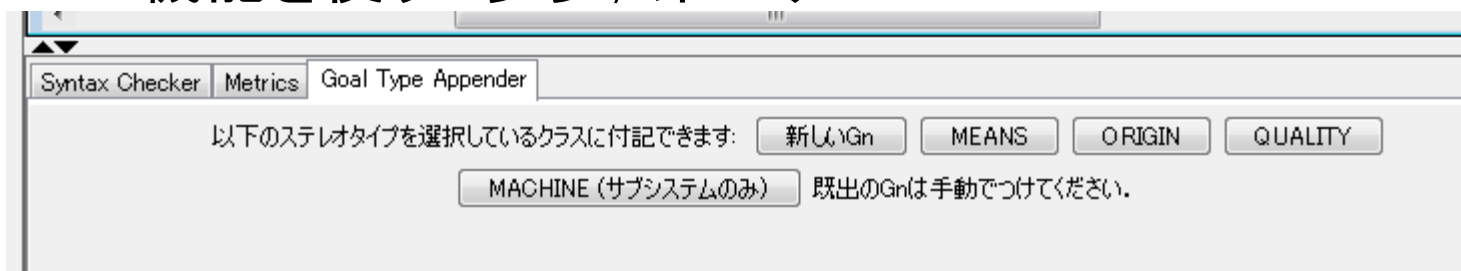 Syntax Checker Metrics Goal Type Appender
以下のステレオタイプを選択しているクラスに付記できます: 新しいGn MEANS ORIGIN QUALITY
MACHINE (サブシステムのみ) 既出のGnは手動でつけてください.